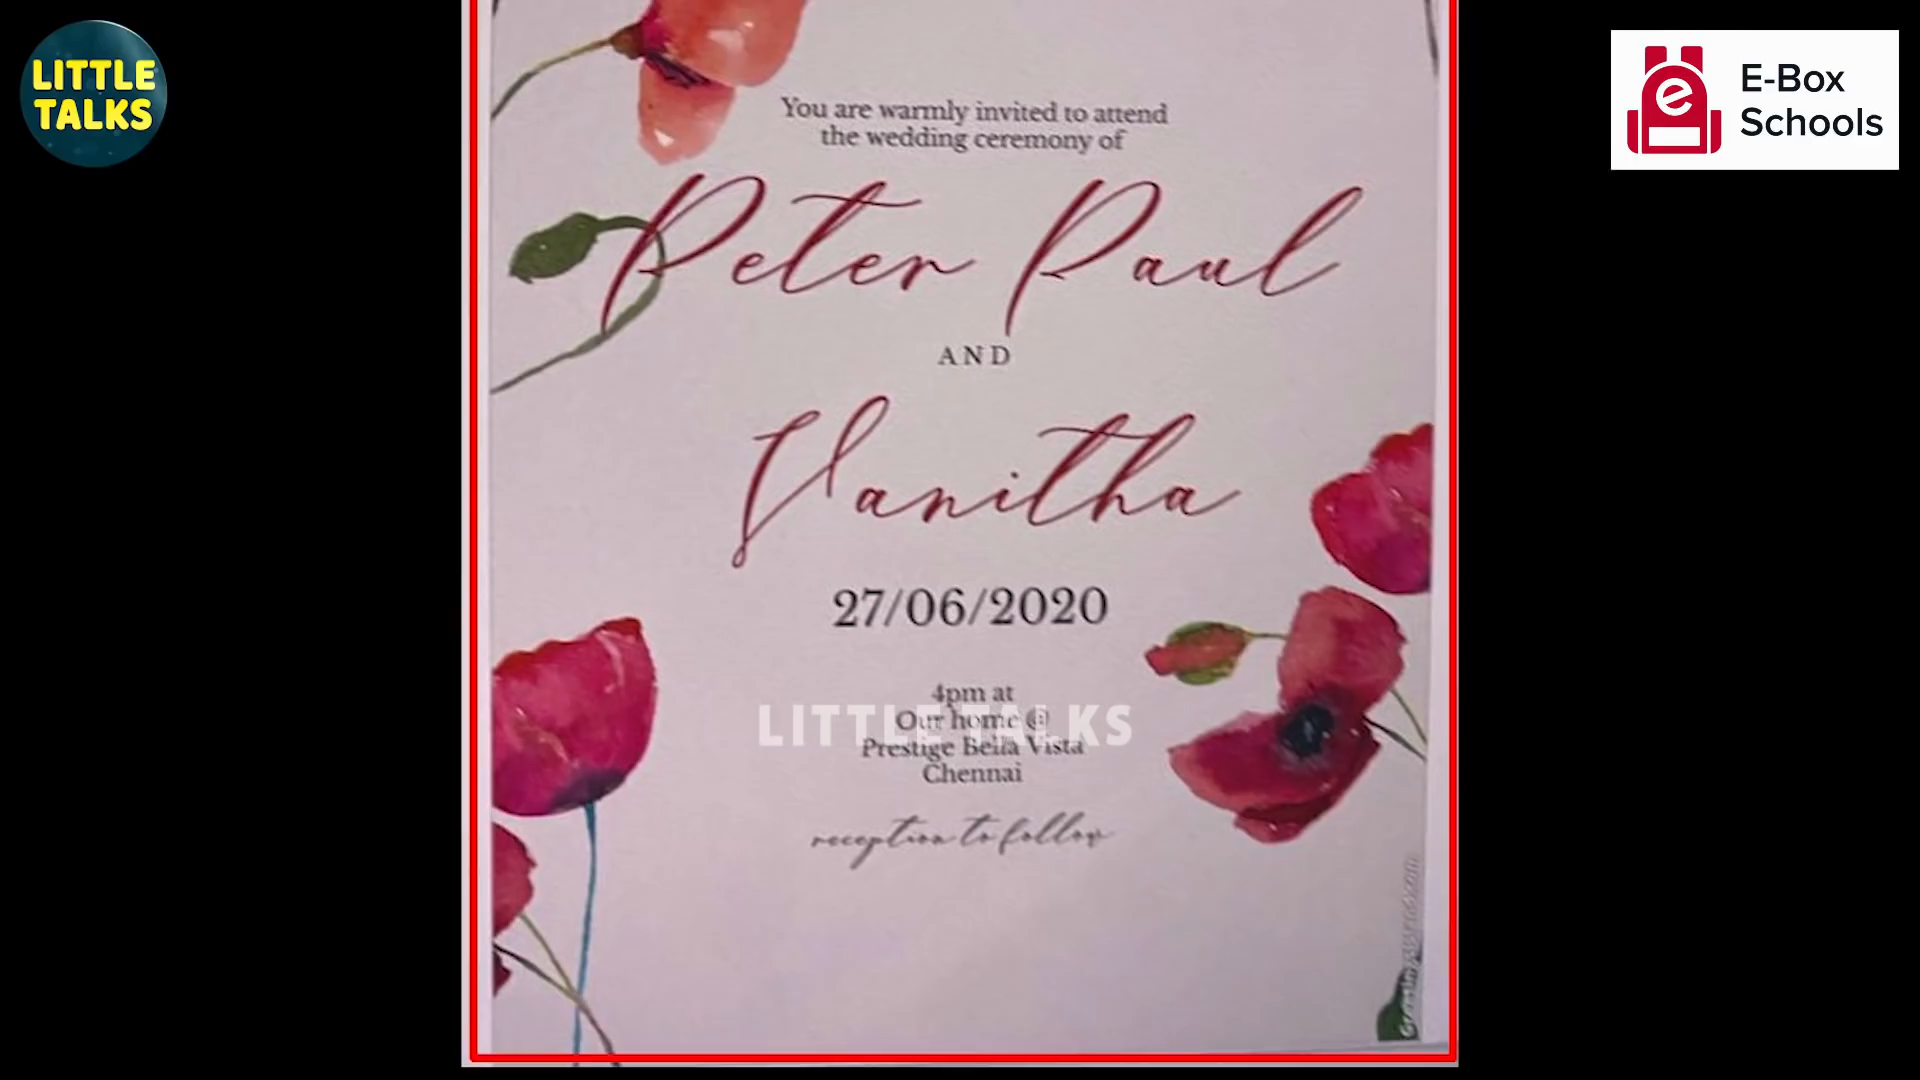 LITTLE
TALKS
E-Box
Schools
You are warmly invited to attend
the wedding ceremony of
Peter Paul
AND
Vanitha
27/06/2020
4pm at
Our home @
Prestige Bella Vista
Chennai
LITTLE TALKS
reception to follow